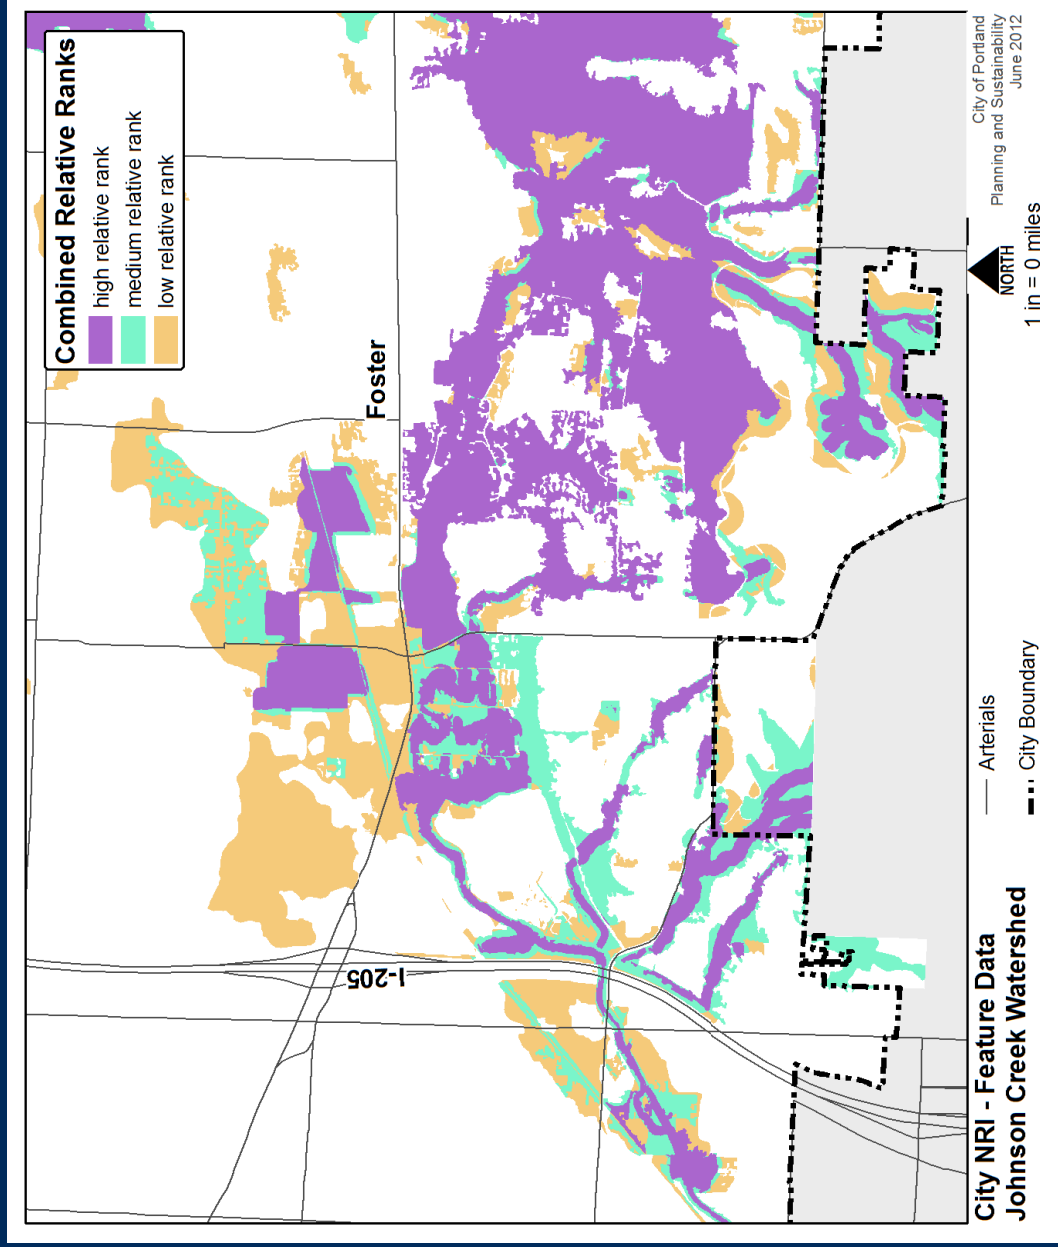 Combined Relative Ranks
high relative rank
medium relative rank
low relative rank
Foster
I-205
City NRI - Feature Data
Johnson Creek Watershed
Arterials
City Boundary
NORTH
1 in = 0 miles
City of Portland
Planning and Sustainability
June 2012